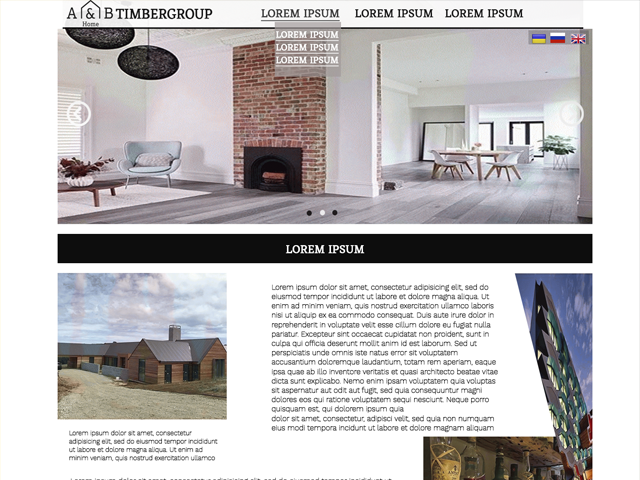 A & B TIMBERGROUP
Home
LOREM IPSUM LOREM IPSUM LOREM IPSUM
LOREM IPSUM
LOREM IPSUM
LOREM IPSUM
LOREM IPSUM
Lorem ipsum dolor sit amet, consectetur adipisicing elit, sed do
eiusmod tempor incididunt ut labore et dolore magna aliqua. Ut
enim ad minim veniam, quis nostrud exercitation ullamco laboris
nisi ut aliquip ex ea commodo consequat. Duis aute irure dolor in
reprehenderit in voluptate velit esse cillum dolore eu fugiat nulla
pariatur. Excepteur sint occaecat cupidatat non proident, sunt in
culpa qui officia deserunt mollit anim id est laborum. Sed ut
perspiciatis unde omnis iste natus error sit voluptatem
accusantium doloremque laudantium, totam rem aperiam, eaque
ipsa quae ab illo inventore veritatis et quasi architecto beatae vitae
dicta sunt explicabo. Nemo enim ipsam voluptatem quia voluptas
sit aspernatur aut odit aut fugit, sed quia consequuntur magni
dolores eos qui ratione voluptatem sequi nesciunt. Neque porro
quisquam est, qui dolorem ipsum quia
dolor sit amet, consectetur, adipisci velit, sed quia non numquam
eius modi tempora incidunt ut labore et dolore magnam aliquam
Lorem ipsum dolor sit amet, consectetur
adipisicing elit, sed do eiusmod tempor incididunt
ut labore et dolore magna aliqua. Ut enim ad
minim veniam, quis nostrud exercitation ullamco